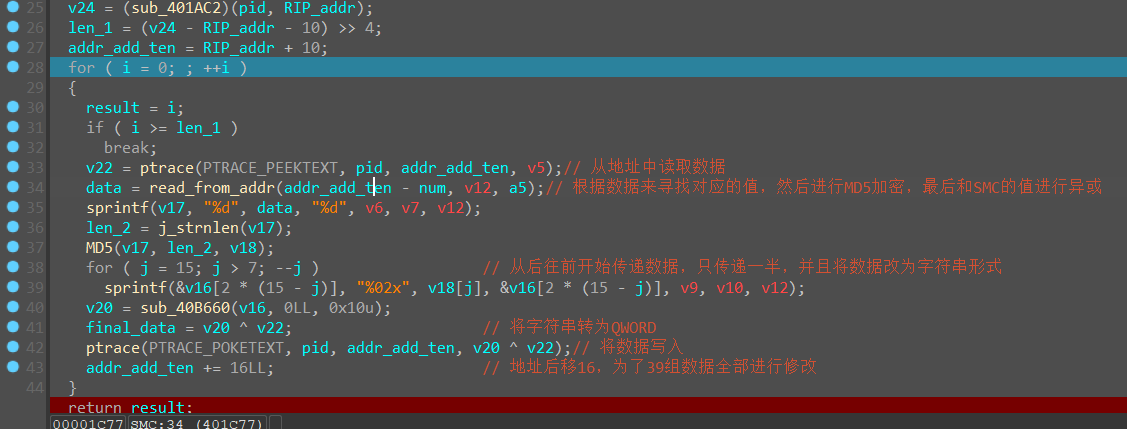 25 v24 = (sub_401AC2)(pid, RIP_addr);
26 len_1 = (v24 - RIP_addr - 10) >> 4;
27 addr_add_ten = RIP_addr + 10;
28 for ( i = 0; ; ++i )
29 {
30 result = i;
31 if ( i >= len_1 )
32 break;
33 v22 = ptrace(PTRACE_PEEKTEXT, pid, addr_add_ten, v5);// 从地址中读取数据
34 data = read_from_addr(addr_add_ten - num, v12, a5);// 根据数据来寻找对应的值，然后进行MD5加密，最后和SMC的值进行异或
35 sprintf(v17, "%d", data, "%d", v6, v7, v12);
36 len_2 = j_strnlen(v17);
37 MD5(v17, len_2, v18);
38 for ( j = 15; j > 7; --j ) // 从后往前开始传递数据，只传递一半，并且将数据改为字符串形式
39 sprintf(&v16[2 * (15 - j)], "%02x", v18[j], &v16[2 * (15 - j)], v9, v10, v12);
40 v20 = sub_40B660(v16, 0LL, 0x10u);
41 final_data = v20 ^ v22; // 将字符串转为QWORD
42 ptrace(PTRACE_POKETEXT, pid, addr_add_ten, v20 ^ v22);// 将数据写入
43 addr_add_ten += 16LL; // 地址后移16，为了39组数据全部进行修改
44 }
return result;
00001C77 SMC:34 (401C77)